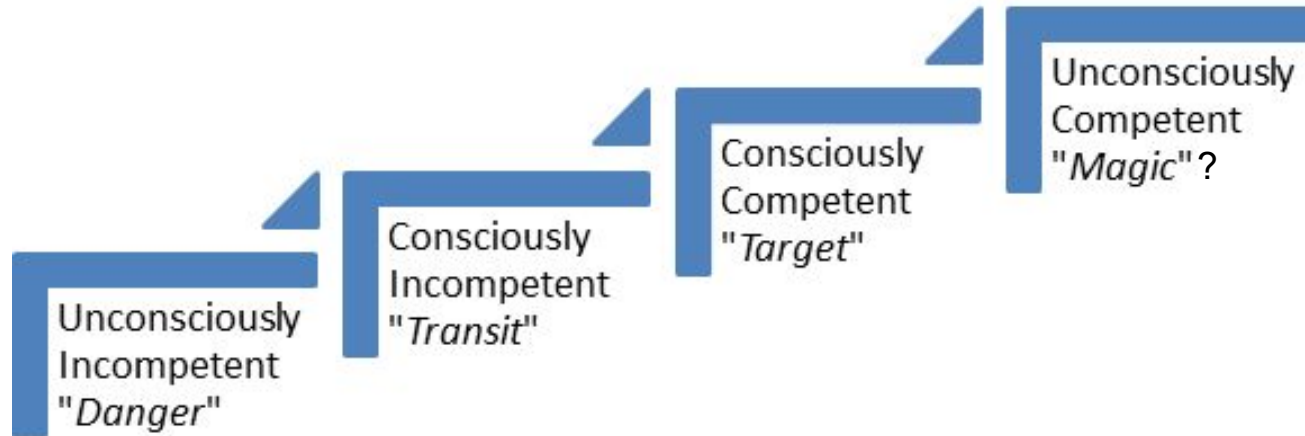 Unconsciously
Incompetent
"Danger"
Consciously
Incompetent
"Transit"
Consciously
Competent
"Target"
Unconsciously
Competent
"Magic"?